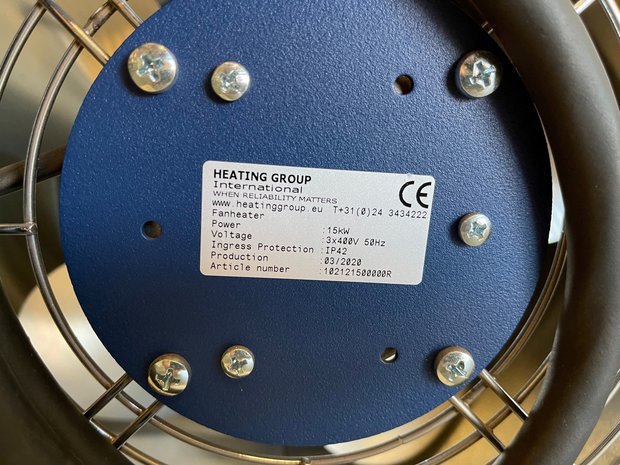 HEATING GROUP
International
WHEN RELIABILITY MATTERS
CE
www.heatinggroup.eu T+31(0)24 3434222
Fanheater
Power :15kW
Voltage :3x400V 50Hz
Ingress Protection :IP42
Production :03/2020
Article number :102121500000R